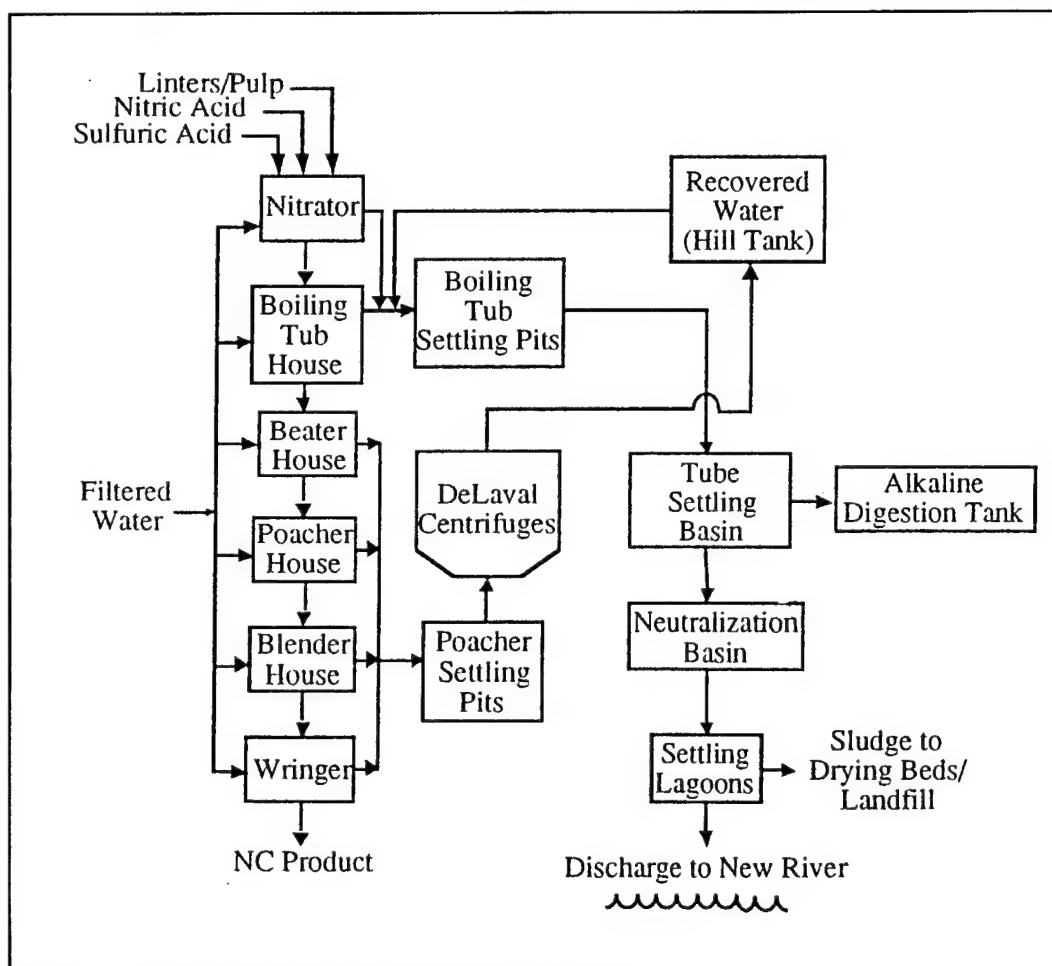 Linters/Pulp
Nitric Acid
Sulfuric Acid
Nitrator
Recovered
Water
(Hill Tank)
Boiling
Tub
House
Boiling
Tub
Settling Pits
Beater
House
Filtered
Water
DeLaval
Centrifuges
Tube
Settling
Basin
Alkaline
Digestion Tank
Poacher
House
Blender
House
Poacher
Settling
Pits
Neutralization
Basin
Wringer
Settling
Lagoons
Sludge to
Drying Beds/
Landfill
NC Product
Discharge to New River